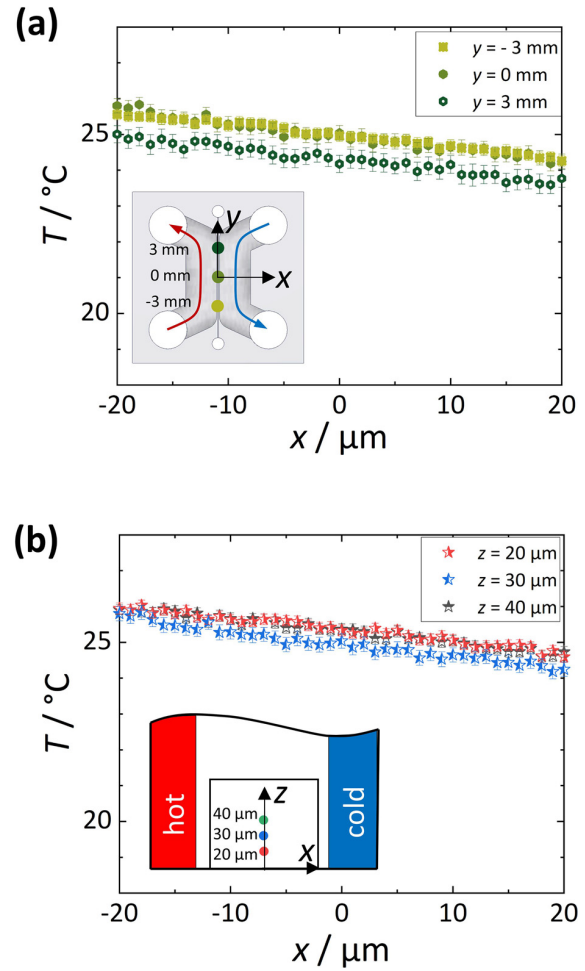 (a)
y = - 3 mm
y = 0 mm
y = 3 mm
25
20
T / °C
y
3 mm
0 mm
x
-3 mm
-20
-10
0
10
20
x / µm
(b)
z = 20 µm
z = 30 µm
z = 40 µm
25
20
T / °C
hot
z
40 µm
30 µm
20 µm
x
cold
-20
-10
0
10
20
x / µm